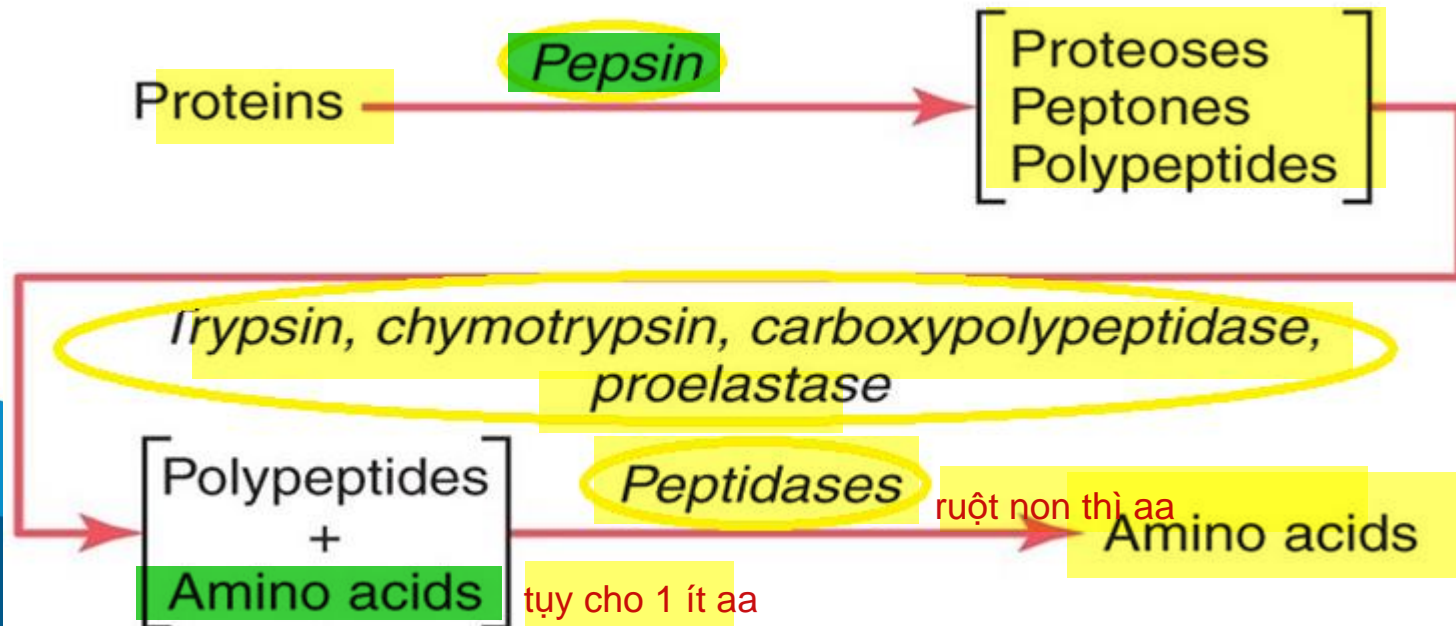 Pepsin
Proteins
Proteoses
Peptones
Polypeptides
Trypsin, chymotrypsin, carboxypolypeptidase,
proelastase
Polypeptides
+
Amino acids
tụy cho 1 ít aa
Peptidases
ruột non thì aa
Amino acids